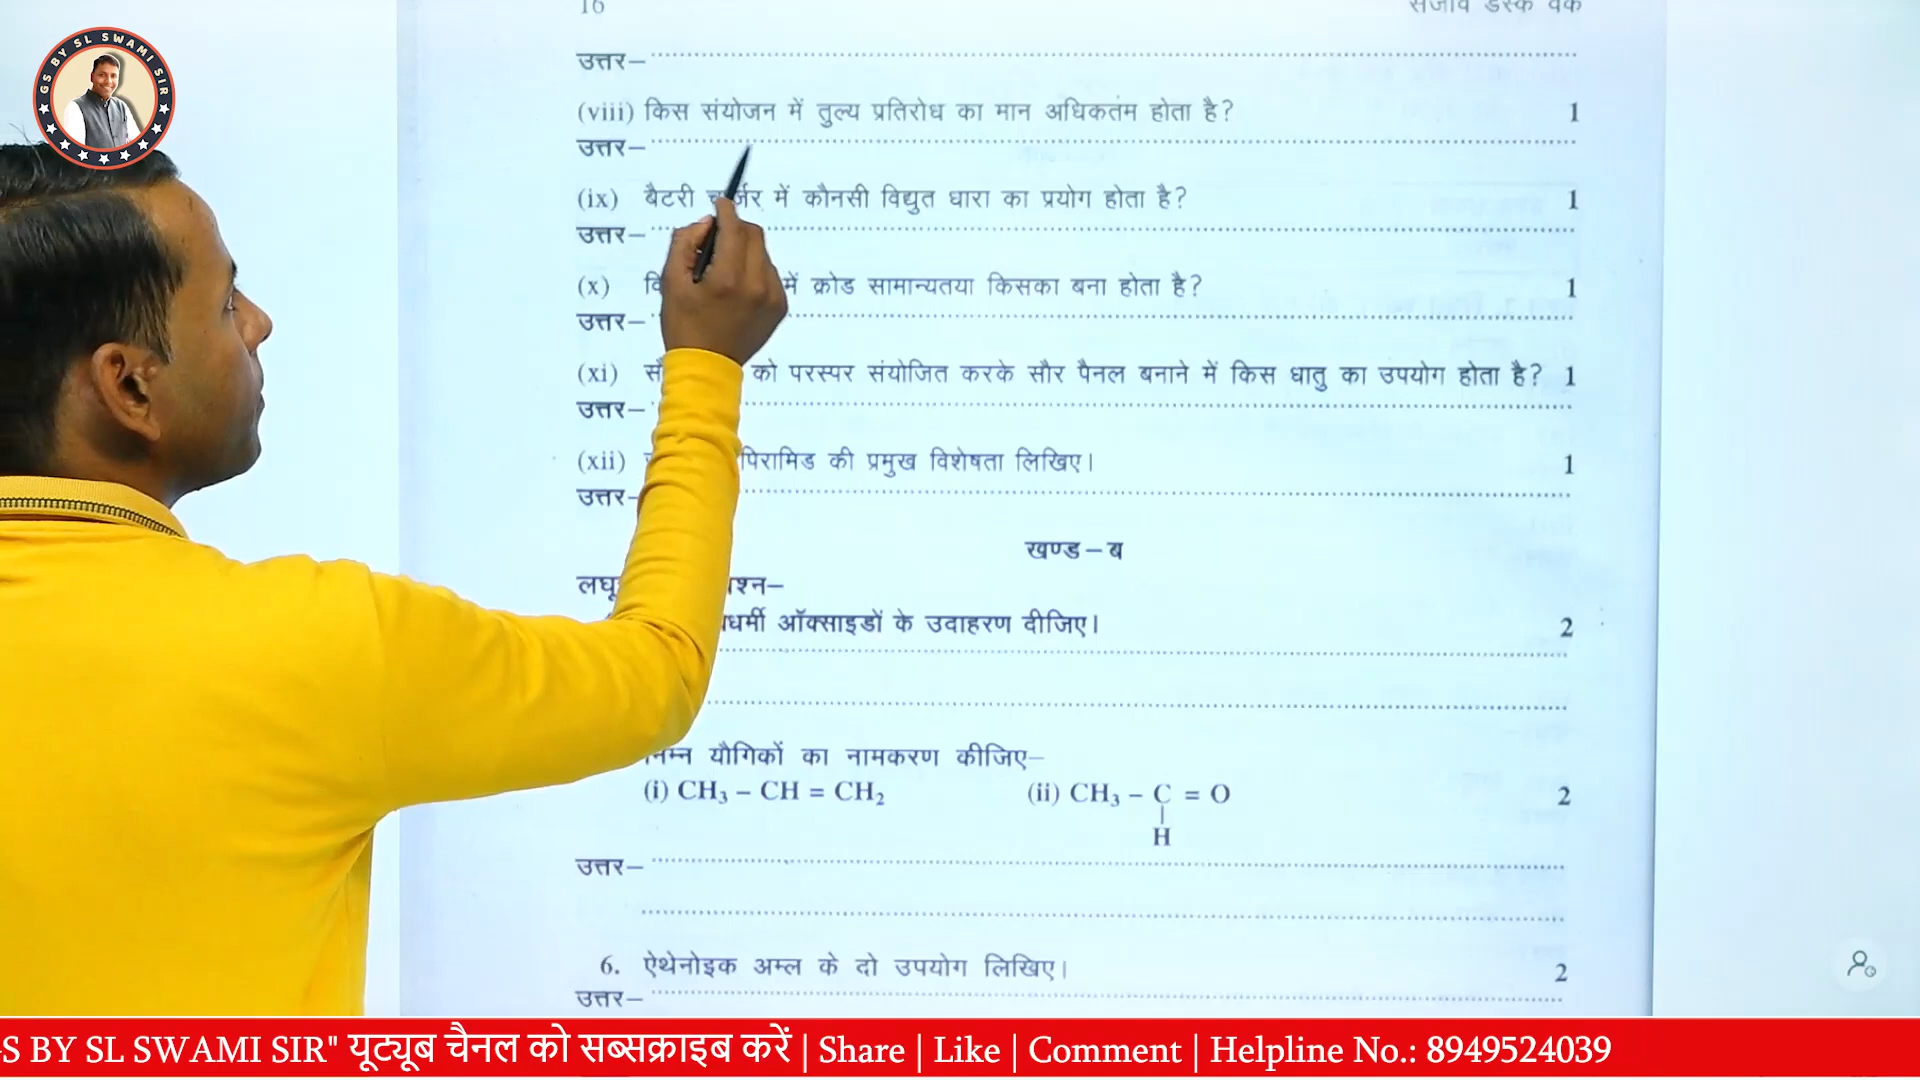 GS BY SL SWAMI SIR
16
संजीव डेस्क वर्क
उत्तर–
(viii) किस संयोजन में तुल्य प्रतिरोध का मान अधिकतम होता है? 1
उत्तर–
(ix) बैटरी चार्जर में कौनसी विद्युत धारा का प्रयोग होता है? 1
उत्तर–
(x) में क्रोड सामान्यतया किसका बना होता है? 1
उत्तर–
(xi) को परस्पर संयोजित करके सौर पैनल बनाने में किस धातु का उपयोग होता है? 1
उत्तर–
(xii) पिरामिड की प्रमुख विशेषता लिखिए। 1
उत्तर–
खण्ड – ब
धर्मी ऑक्साइडों के उदाहरण दीजिए। 2
निम्न यौगिकों का नामकरण कीजिए–
(i) CH₃ – CH = CH₂ (ii) CH₃ – C = O 2
|
H
उत्तर–
6. ऐथेनोइक अम्ल के दो उपयोग लिखिए। 2
उत्तर–
S BY SL SWAMI SIR" यूट्यूब चैनल को सब्सक्राइब करें | Share | Like | Comment | Helpline No.: 8949524039